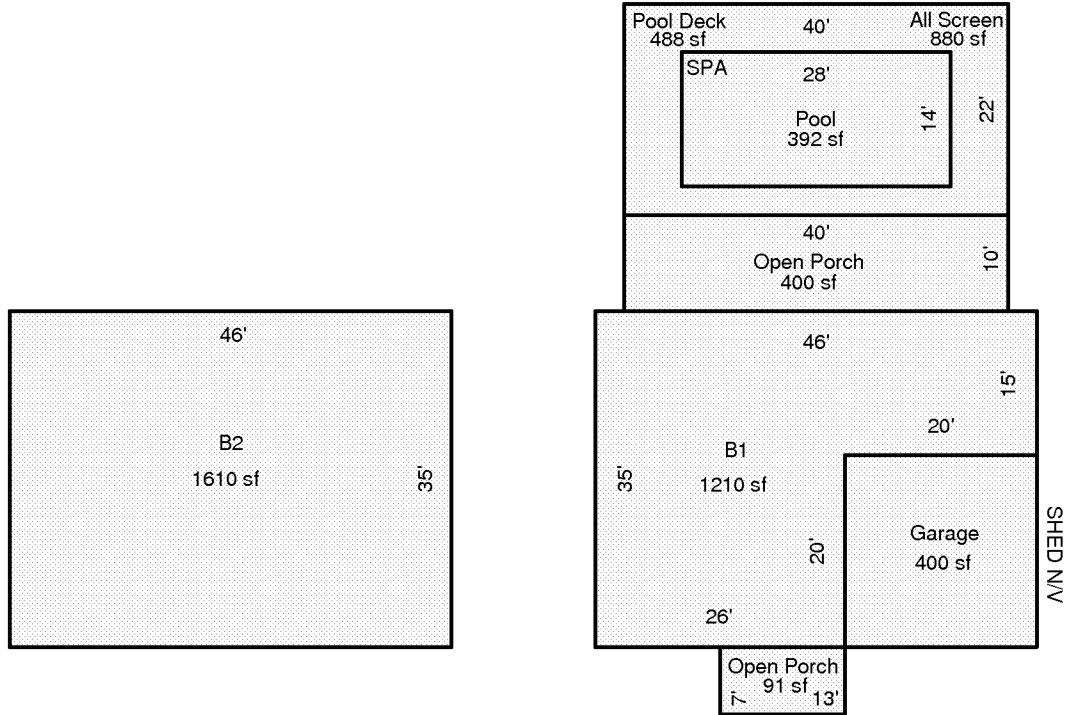 Pool Deck
488 sf
40'
All Screen
880 sf
SPA
28'
Pool
392 sf
14'
22'
40'
Open Porch
400 sf
10'
46'
B2
1610 sf
35'
46'
15'
20'
B1
1210 sf
35'
20'
Garage
400 sf
SHED N/V
26'
Open Porch
91 sf
7'
13'